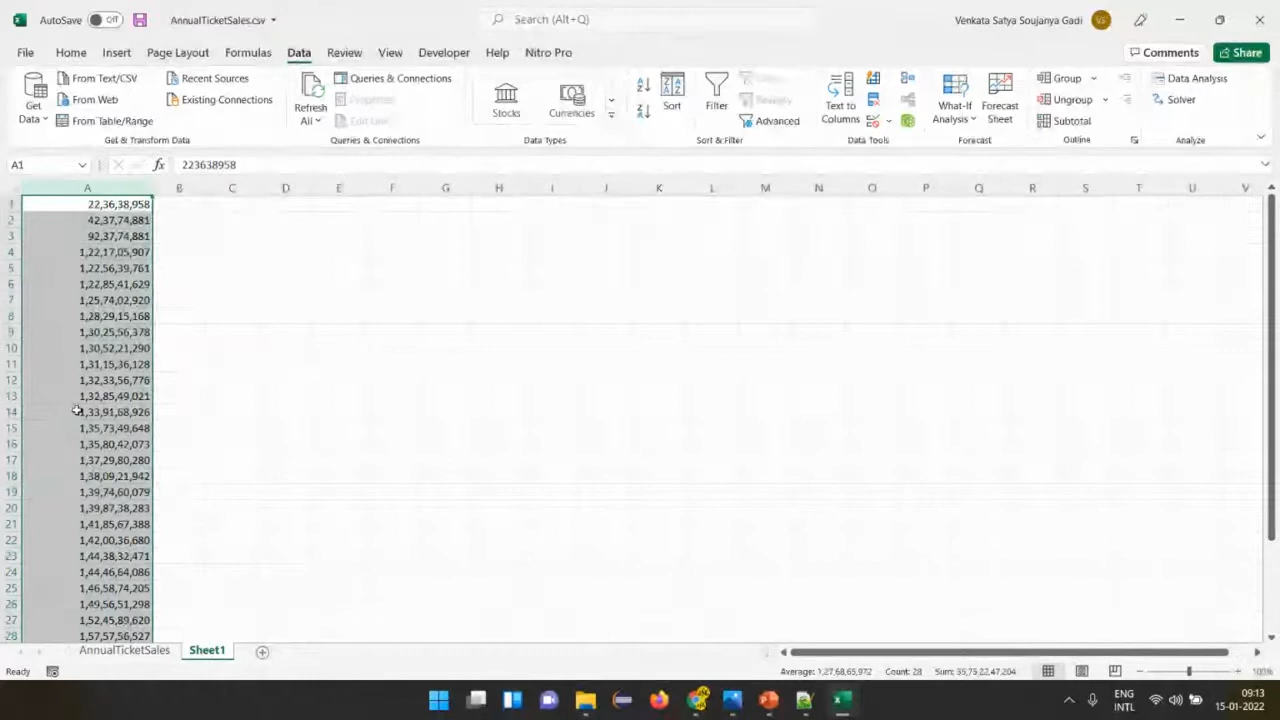 AutoSave Off AnnualTicketSales.csv Search (Alt+Q) Venkata Satya Soujanya Gadi VS
File Home Insert Page Layout Formulas Data Review View Developer Help Nitro Pro Comments Share
From Text/CSV Recent Sources Queries & Connections Group Data Analysis
From Web Existing Connections Properties Ungroup Solver
From Table/Range Edit Links Advanced Subtotal
Get Data Refresh All Stocks Currencies Sort Filter Text to Columns What-If Analysis Forecast Sheet
Get & Transform Data Queries & Connections Data Types Sort & Filter Data Tools Forecast Outline Analyze
A1 fx 223638958
A B C D E F G H I J K L M N O P Q R S T U V
1 22,36,38,958
2 42,37,74,881
3 92,37,74,881
4 1,22,17,05,907
5 1,22,56,39,761
6 1,22,85,41,629
7 1,25,74,02,920
8 1,28,29,15,168
9 1,30,25,56,378
10 1,30,52,21,290
11 1,31,15,36,128
12 1,32,33,56,776
13 1,32,85,49,021
14 1,33,91,68,926
15 1,35,73,49,648
16 1,35,80,42,073
17 1,37,29,80,280
18 1,38,09,21,942
19 1,39,74,60,079
20 1,39,87,38,283
21 1,41,85,67,388
22 1,42,00,36,680
23 1,44,38,32,471
24 1,44,46,64,086
25 1,46,58,74,205
26 1,49,56,51,298
27 1,52,45,89,620
28 1,57,57,56,527
AnnualTicketSales Sheet1
Ready Average: 1,27,68,65,972 Count: 28 Sum: 35,75,22,47,204 100%
ENG INTL 09:13
15-01-2022